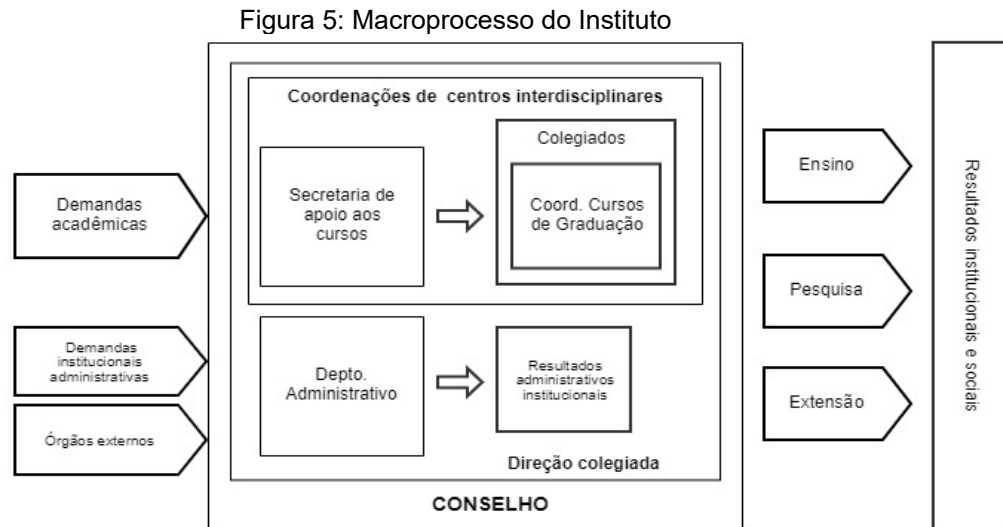 Figura 5: Macroprocesso do Instituto
Coordenações de centros interdisciplinares
Demandas
acadêmicas
Secretaria de
apoio aos
cursos
Colegiados
Coord. Cursos
de Graduação
Demandas
institucionais
administrativas
Órgãos externos
Depto.
Administrativo
Resultados
administrativos
institucionais
Direção colegiada
CONSELHO
Ensino
Pesquisa
Extensão
Resultados institucionais e sociais